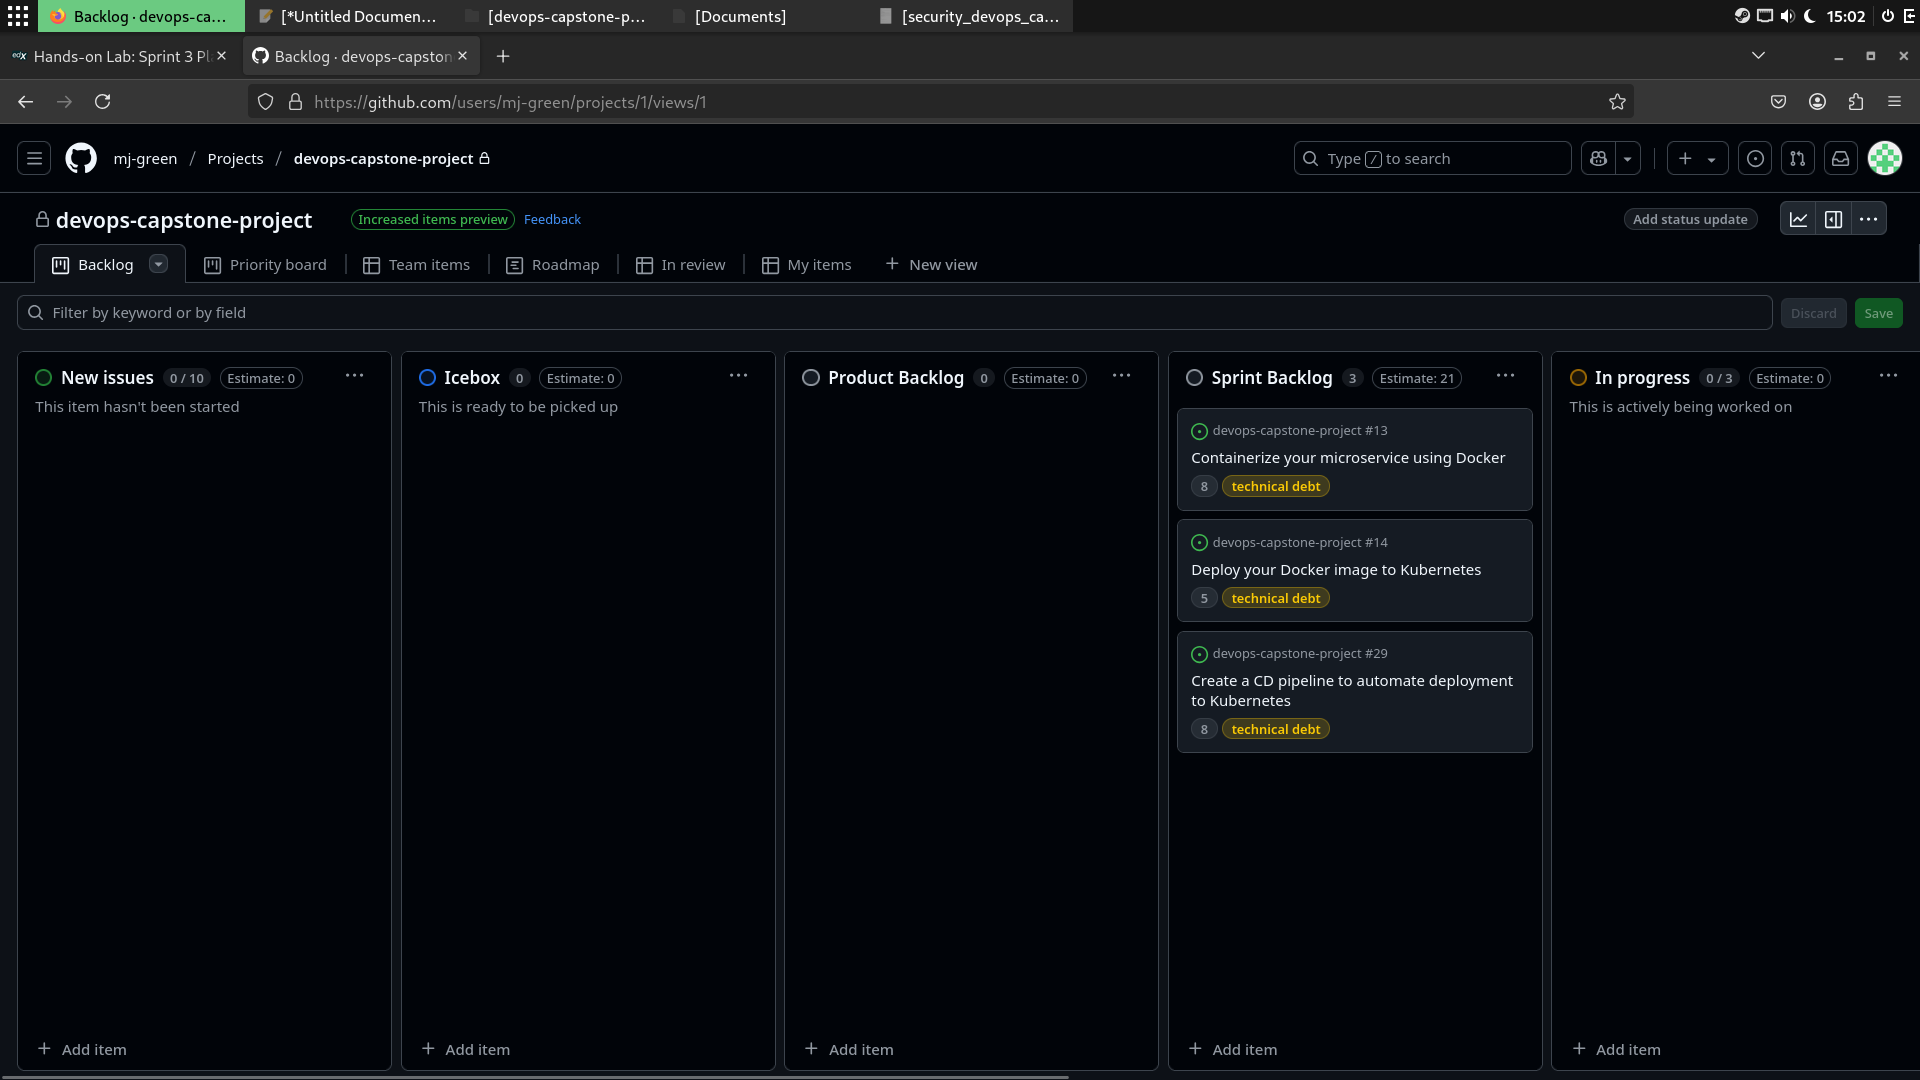 Backlog · devops-ca...
[*Untitled Documen...
[devops-capstone-p...
[Documents]
[security_devops_ca...
15:02
edX
Hands-on Lab: Sprint 3 Pl
Backlog · devops-capston
https://github.com/users/mj-green/projects/1/views/1
mj-green / Projects / devops-capstone-project
Type / to search
devops-capstone-project
Increased items preview
Feedback
Add status update
Backlog
Priority board
Team items
Roadmap
In review
My items
New view
Filter by keyword or by field
Discard
Save
New issues 0 / 10 Estimate: 0
This item hasn't been started
Add item
Icebox 0 Estimate: 0
This is ready to be picked up
Add item
Product Backlog 0 Estimate: 0
Add item
Sprint Backlog 3 Estimate: 21
devops-capstone-project #13
Containerize your microservice using Docker
8 technical debt
devops-capstone-project #14
Deploy your Docker image to Kubernetes
5 technical debt
devops-capstone-project #29
Create a CD pipeline to automate deployment
to Kubernetes
8 technical debt
Add item
In progress 0 / 3 Estimate: 0
This is actively being worked on
Add item